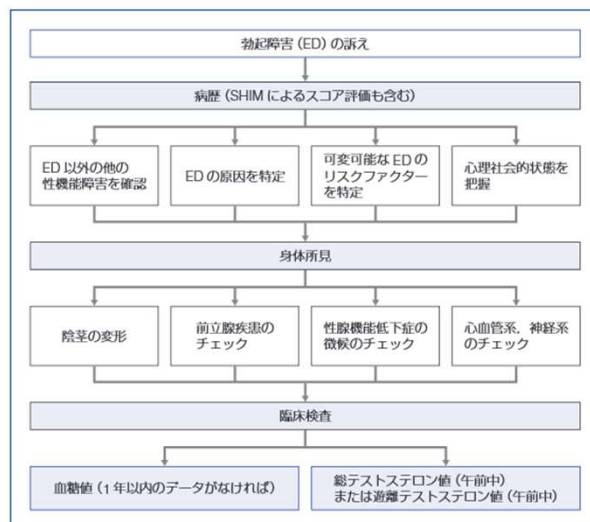 勃起障害（ED）の訴え
病歴（SHIM によるスコア評価も含む）
ED 以外の他の
性機能障害を確認
ED の原因を特定
可変可能な ED の
リスクファクター
を特定
心理社会的状態を
把握
身体所見
陰茎の変形
前立腺疾患の
チェック
性腺機能低下症の
徴候のチェック
心血管系，神経系
のチェック
臨床検査
血糖値（1 年以内のデータがなければ）
総テストステロン値（午前中）
または遊離テストステロン値（午前中）